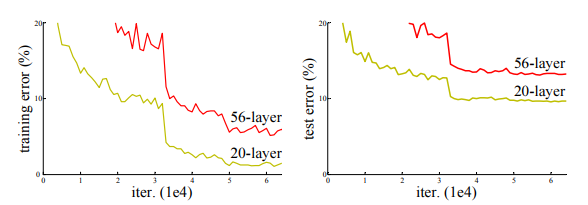 20
10
0
training error (%)
56-layer
20-layer
0 1 2 3 4 5 6
iter. (1e4)
20
10
0
test error (%)
56-layer
20-layer
0 1 2 3 4 5 6
iter. (1e4)